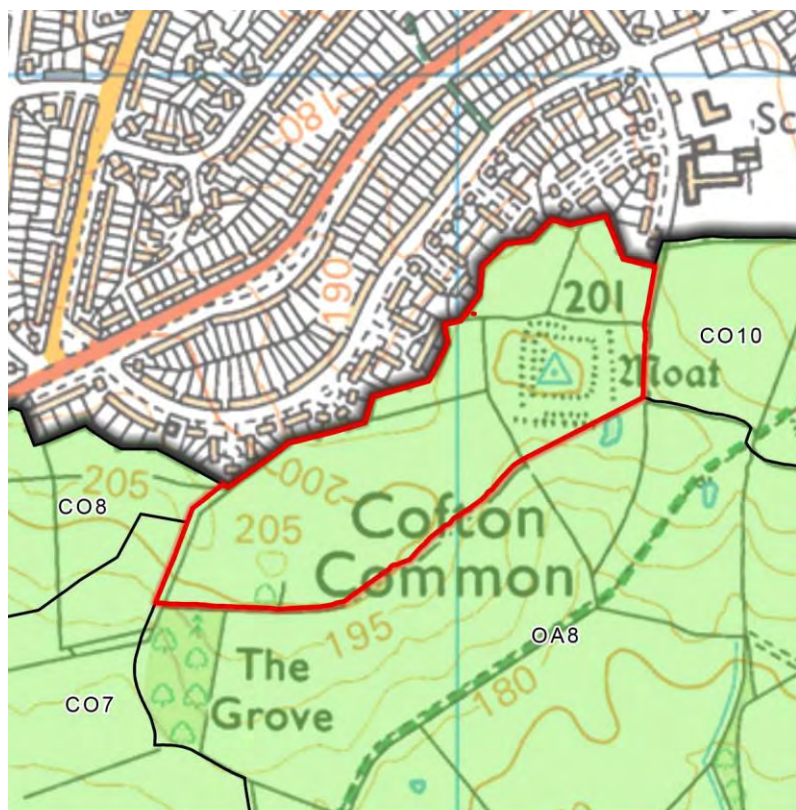 180
Sc
190
201
Moat
CO10
205
200
CO8
205
Cofton
Common
195
OA8
The
Grove
180
CO7